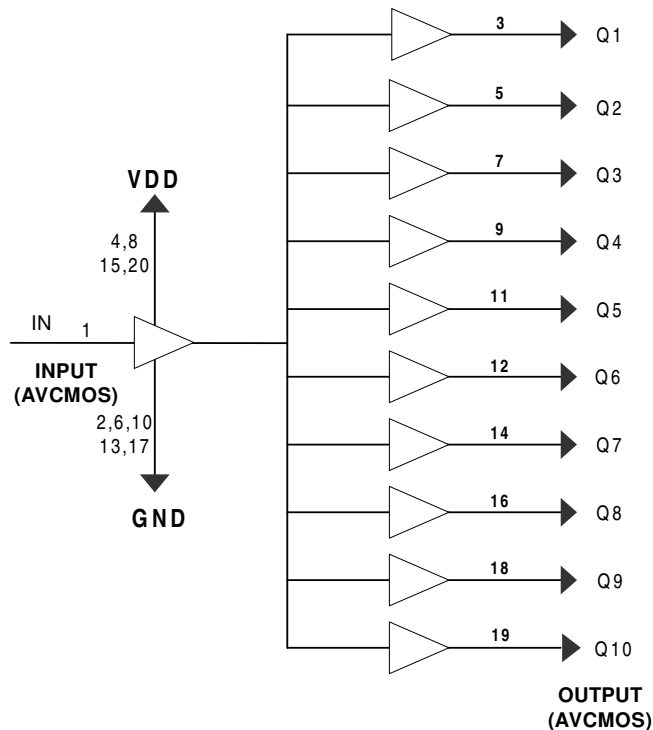 3
Q1
5
Q2
7
Q3
VDD
9
Q4
4,8
15,20
11
Q5
IN 1
INPUT
(AVCMOS)
12
Q6
2,6,10
13,17
14
Q7
GND
16
Q8
18
Q9
19
Q10
OUTPUT
(AVCMOS)